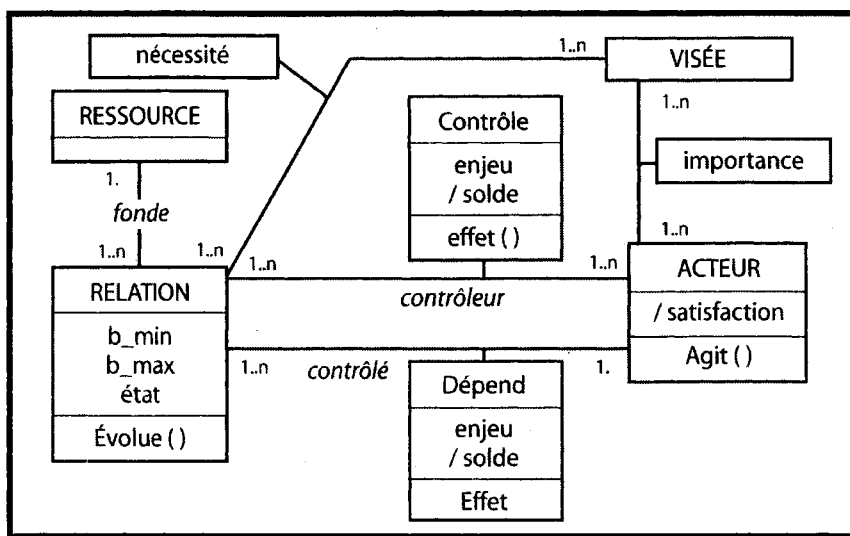 nécessité
1..n
VISÉE
RESSOURCE
1..n
Contrôle
enjeu
/ solde
effet ( )
importance
1.
fonde
1..n
1..n
1..n
1..n
1..n
RELATION
b_min
b_max
état
Évolue ( )
contrôleur
ACTEUR
/ satisfaction
Agit ( )
1..n
contrôlé
1.
Dépend
enjeu
/ solde
Effet